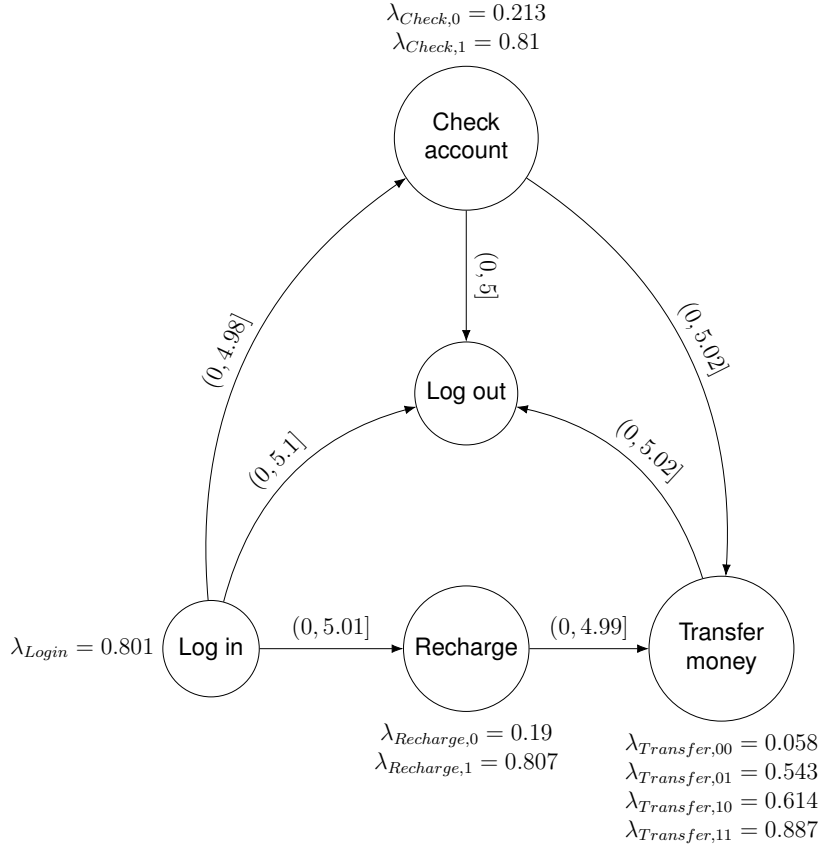 λ_{Check,0} = 0.213
λ_{Check,1} = 0.81
Check
account
(0, 5]
(0, 4.98]
(0, 5.02]
Log out
(0, 5.1]
(0, 5.02]
λ_{Login} = 0.801
Log in
(0, 5.01]
Recharge
(0, 4.99]
Transfer
money
λ_{Recharge,0} = 0.19
λ_{Recharge,1} = 0.807
λ_{Transfer,00} = 0.058
λ_{Transfer,01} = 0.543
λ_{Transfer,10} = 0.614
λ_{Transfer,11} = 0.887